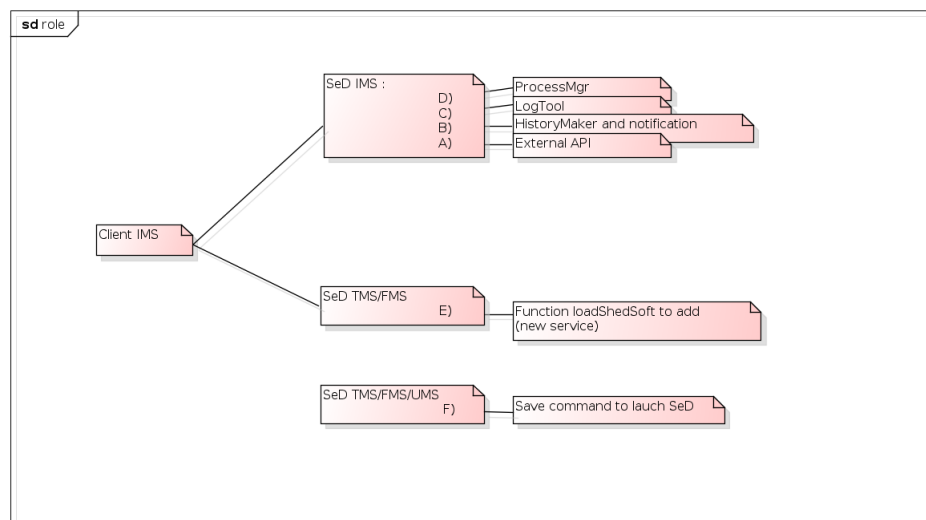 sd role
SeD IMS :
D)
ProcessMgr
C)
LogTool
B)
HistoryMaker and notification
A)
External API
Client IMS
SeD TMS/FMS
E)
Function loadShedSoft to add
(new service)
SeD TMS/FMS/UMS
F)
Save command to lauch SeD